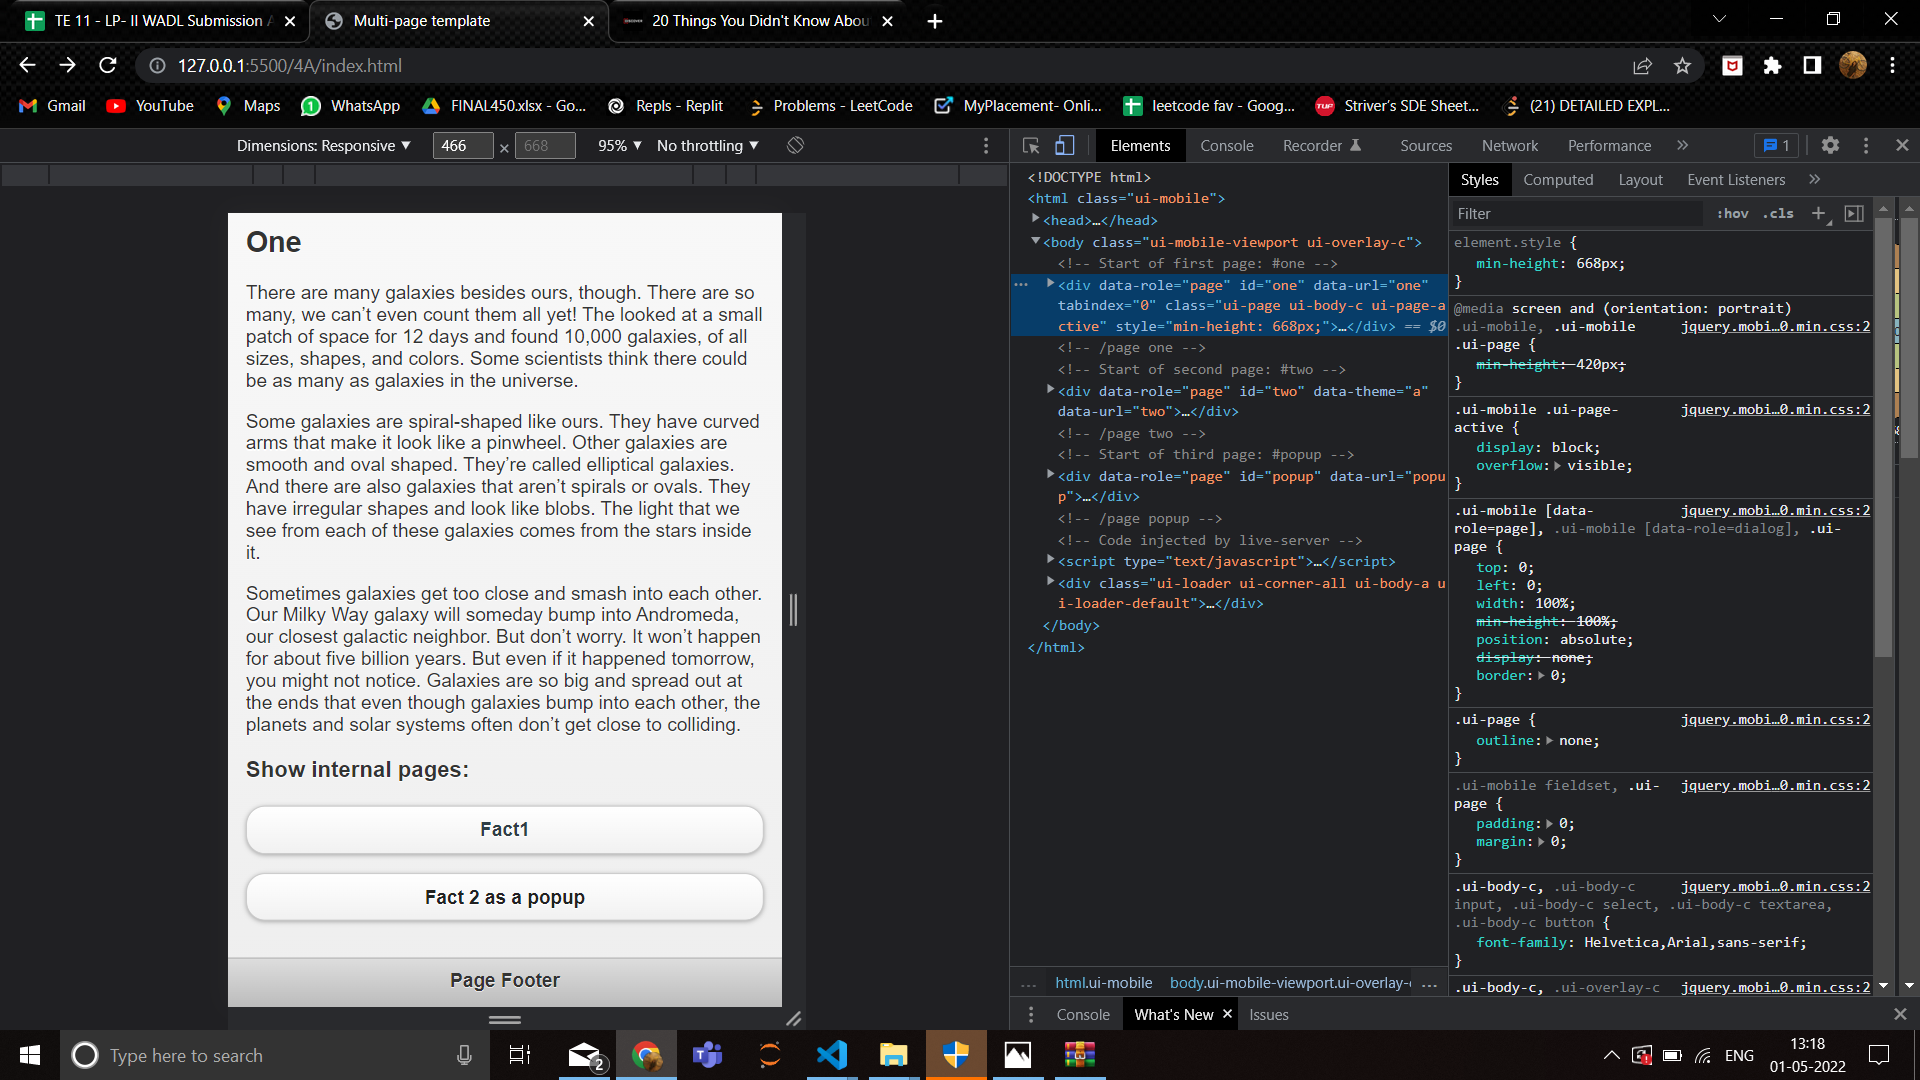 TE 11 - LP- II WADL Submission A
Multi-page template
20 Things You Didn't Know Abou
127.0.0.1:5500/4A/index.html
Gmail
YouTube
Maps
WhatsApp
FINAL450.xlsx - Go...
Repls - Replit
Problems - LeetCode
MyPlacement- Onli...
leetcode fav - Goog...
Striver's SDE Sheet...
(21) DETAILED EXPL...
Dimensions: Responsive
466 × 668
95%
No throttling
One
There are many galaxies besides ours, though. There are so
many, we can’t even count them all yet! The looked at a small
patch of space for 12 days and found 10,000 galaxies, of all
sizes, shapes, and colors. Some scientists think there could
be as many as galaxies in the universe.
Some galaxies are spiral-shaped like ours. They have curved
arms that make it look like a pinwheel. Other galaxies are
smooth and oval shaped. They’re called elliptical galaxies.
And there are also galaxies that aren’t spirals or ovals. They
have irregular shapes and look like blobs. The light that we
see from each of these galaxies comes from the stars inside
it.
Sometimes galaxies get too close and smash into each other.
Our Milky Way galaxy will someday bump into Andromeda,
our closest galactic neighbor. But don’t worry. It won’t happen
for about five billion years. But even if it happened tomorrow,
you might not notice. Galaxies are so big and spread out at
the ends that even though galaxies bump into each other, the
planets and solar systems often don’t get close to colliding.
Show internal pages:
Fact1
Fact 2 as a popup
Page Footer
Elements
Console
Recorder
Sources
Network
Performance
1
<!DOCTYPE html>
<html class="ui-mobile">
<head>…</head>
<body class="ui-mobile-viewport ui-overlay-c">
<!-- Start of first page: #one -->
<div data-role="page" id="one" data-url="one"
tabindex="0" class="ui-page ui-body-c ui-page-a
ctive" style="min-height: 668px;">…</div> == $0
<!-- /page one -->
<!-- Start of second page: #two -->
<div data-role="page" id="two" data-theme="a"
data-url="two">…</div>
<!-- /page two -->
<!-- Start of third page: #popup -->
<div data-role="page" id="popup" data-url="popu
p">…</div>
<!-- /page popup -->
<!-- Code injected by live-server -->
<script type="text/javascript">…</script>
<div class="ui-loader ui-corner-all ui-body-a u
i-loader-default">…</div>
</body>
</html>
html.ui-mobile
body.ui-mobile-viewport.ui-overlay-c
...
Styles
Computed
Layout
Event Listeners
Filter
:hov .cls
element.style {
min-height: 668px;
}
@media screen and (orientation: portrait)
.ui-mobile, .ui-mobile jquery.mobi…0.min.css:2
.ui-page {
min-height: 420px;
}
.ui-mobile .ui-page- jquery.mobi…0.min.css:2
active {
display: block;
overflow: visible;
}
.ui-mobile [data- jquery.mobi…0.min.css:2
role=page], .ui-mobile [data-role=dialog], .ui-
page {
top: 0;
left: 0;
width: 100%;
min-height: 100%;
position: absolute;
display: none;
border: 0;
}
.ui-page { jquery.mobi…0.min.css:2
outline: none;
}
.ui-mobile fieldset, .ui- jquery.mobi…0.min.css:2
page {
padding: 0;
margin: 0;
}
.ui-body-c, .ui-body-c jquery.mobi…0.min.css:2
input, .ui-body-c select, .ui-body-c textarea,
.ui-body-c button {
font-family: Helvetica,Arial,sans-serif;
}
.ui-body-c, .ui-overlay-c jquery.mobi…0.min.css:2
Console
What's New
Issues
Type here to search
2
ENG
13:18
01-05-2022